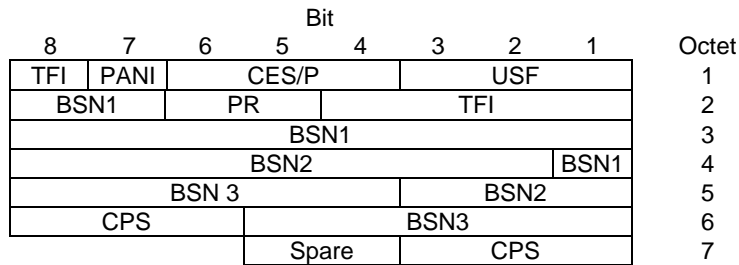 Bit
8 7 6 5 4 3 2 1 Octet
TFI PANI CES/P USF 1
BSN1 PR TFI 2
BSN1 3
BSN2 BSN1 4
BSN 3 BSN2 5
CPS BSN3 6
Spare CPS 7